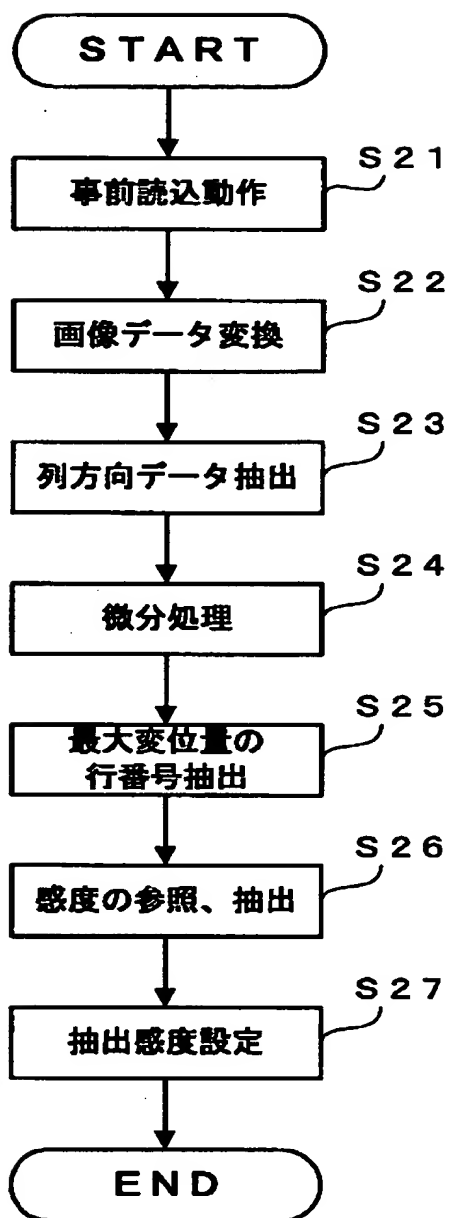 START
S21
事前読込動作
S22
画像データ変換
S23
列方向データ抽出
S24
微分処理
S25
最大変位量の
行番号抽出
S26
感度の参照、抽出
S27
抽出感度設定
END